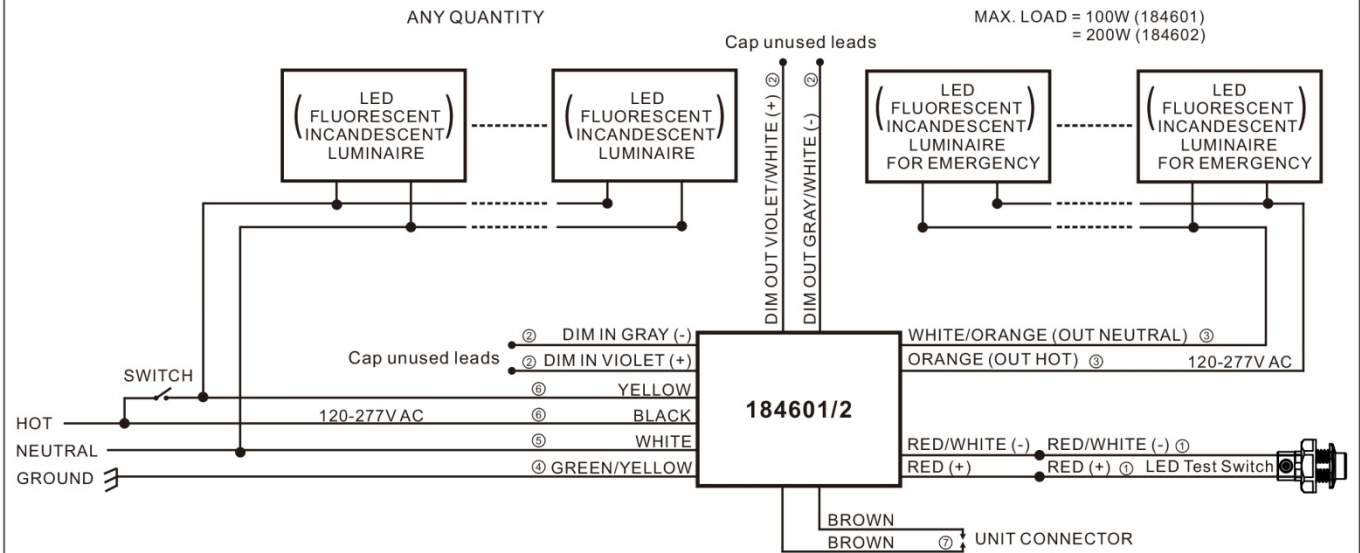 ANY QUANTITY
MAX. LOAD = 100W (184601)
= 200W (184602)
Cap unused leads
( LED
FLUORESCENT
INCANDESCENT )
LUMINAIRE
( LED
FLUORESCENT
INCANDESCENT )
LUMINAIRE
DIM OUT VIOLET/WHITE (+) ②
DIM OUT GRAY/WHITE (-) ②
( LED
FLUORESCENT
INCANDESCENT )
LUMINAIRE
FOR EMERGENCY
( LED
FLUORESCENT
INCANDESCENT )
LUMINAIRE
FOR EMERGENCY
② DIM IN GRAY (-)
Cap unused leads
② DIM IN VIOLET (+)
SWITCH
⑥ YELLOW
HOT
120-277V AC
⑥ BLACK
NEUTRAL
⑤ WHITE
GROUND
④ GREEN/YELLOW
184601/2
WHITE/ORANGE (OUT NEUTRAL) ③
ORANGE (OUT HOT) ③
120-277V AC
RED/WHITE (-)
RED/WHITE (-) ①
RED (+)
RED (+) ①
LED Test Switch
BROWN
BROWN ⑦
UNIT CONNECTOR